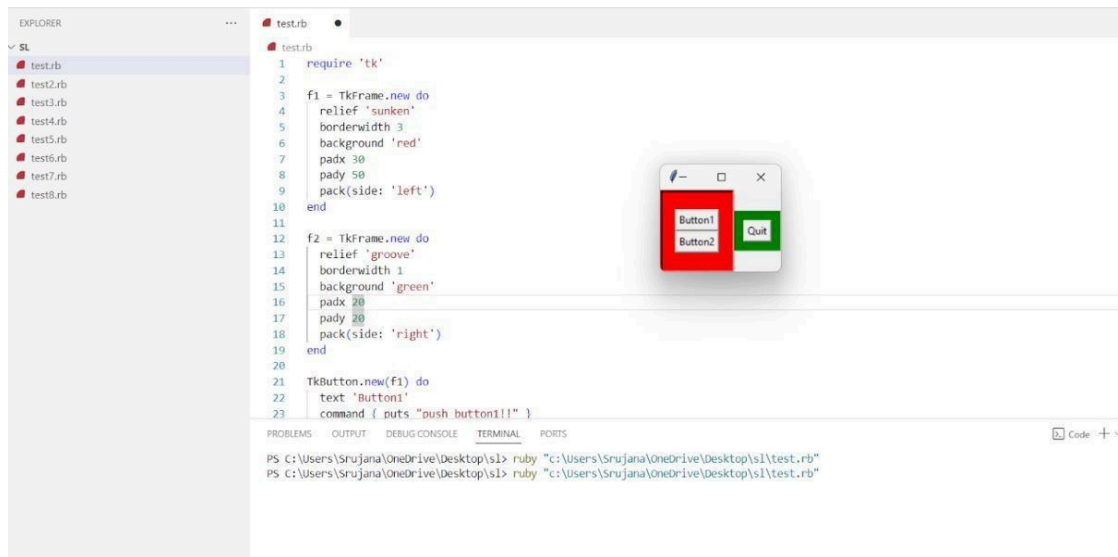 EXPLORER ...
SL
test.rb
test2.rb
test3.rb
test4.rb
test5.rb
test6.rb
test7.rb
test8.rb
test.rb
test.rb
1 require 'tk'
2
3 f1 = TkFrame.new do
4 relief 'sunken'
5 borderwidth 3
6 background 'red'
7 padx 30
8 pady 50
9 pack(side: 'left')
10 end
11
12 f2 = TkFrame.new do
13 relief 'groove'
14 borderwidth 1
15 background 'green'
16 padx 20
17 pady 20
18 pack(side: 'right')
19 end
20
21 TkButton.new(f1) do
22 text 'Button1'
23 command { puts "push button1!!" }
Button1
Button2
Quit
PROBLEMS OUTPUT DEBUG CONSOLE TERMINAL PORTS
Code
PS C:\Users\Srujana\OneDrive\Desktop\sl> ruby "c:\Users\Srujana\OneDrive\Desktop\sl\test.rb"
PS C:\Users\Srujana\OneDrive\Desktop\sl> ruby "c:\Users\Srujana\OneDrive\Desktop\sl\test.rb"